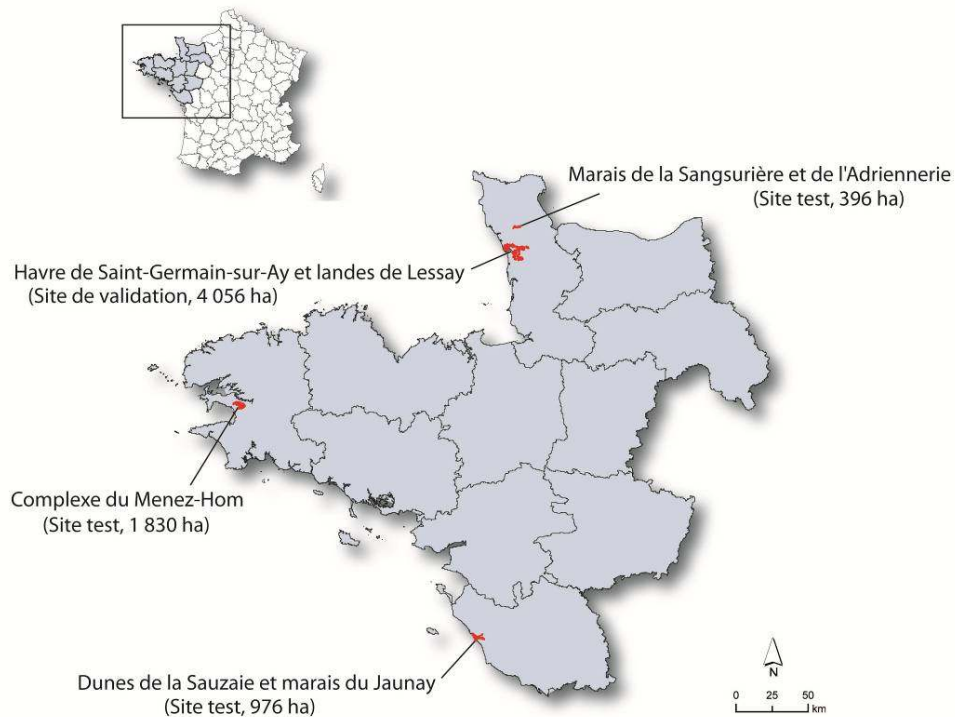 Marais de la Sangsurière et de l'Adriennerie
(Site test, 396 ha)
Havre de Saint-Germain-sur-Ay et landes de Lessay
(Site de validation, 4 056 ha)
Complexe du Menez-Hom
(Site test, 1 830 ha)
Dunes de la Sauzaie et marais du Jaunay
(Site test, 976 ha)
N
0 25 50
km